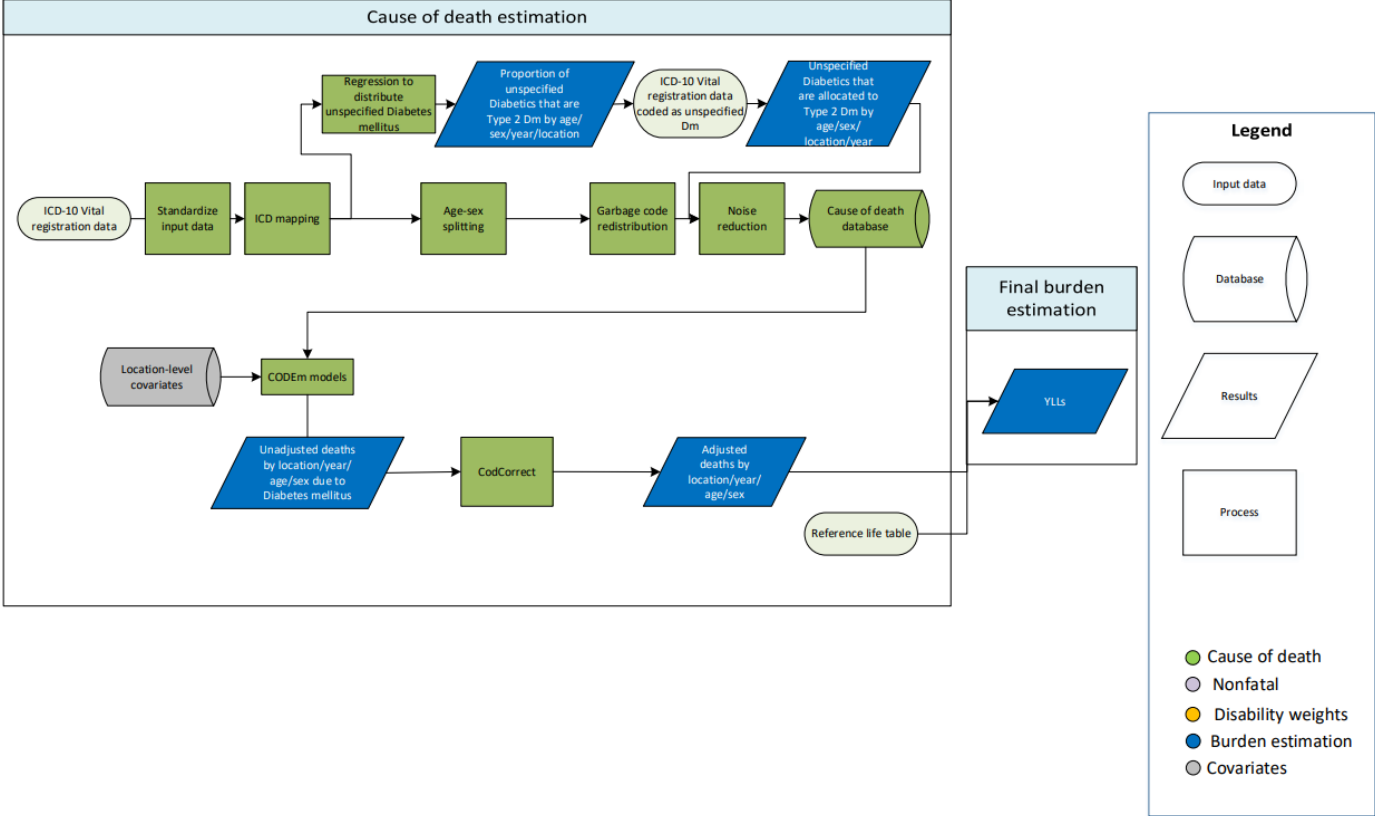 Cause of death estimation
Regression to
distribute
unspecified Diabetes
mellitus
Proportion of
unspecified
Diabetics that are
Type 2 Dm by age/
sex/year/location
ICD-10 Vital
registration data
coded as unspecified
Dm
Unspecified
Diabetics that
are allocated to
Type 2 Dm by
age/sex/
location/year
ICD-10 Vital
registration data
Standardize
input data
ICD mapping
Age-sex
splitting
Garbage code
redistribution
Noise
reduction
Cause of death
database
Location-level
covariates
CODEm models
Unadjusted deaths
by location/year/
age/sex due to
Diabetes mellitus
CodCorrect
Adjusted
deaths by
location/year/
age/sex
Reference life table
Final burden
estimation
YLLs
Legend
Input data
Database
Results
Process
Cause of death
Nonfatal
Disability weights
Burden estimation
Covariates